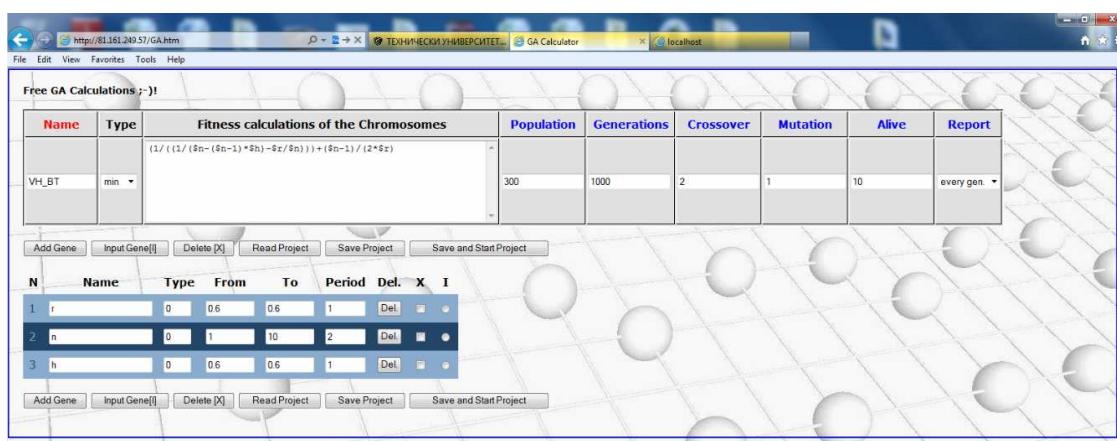 http://81.161.249.57/GA.htm ТЕХНИЧЕСКИ УНИВЕРСИТЕТ... GA Calculator localhost
File Edit View Favorites Tools Help
Free GA Calculations ;-)!
Name Type Fitness calculations of the Chromosomes Population Generations Crossover Mutation Alive Report
(1/((1/($n-($n-1)*$h)-$r/$n)))+($n-1)/(2*$r)
VH_BT min 300 1000 2 1 10 every gen.
Add Gene Input Gene[I] Delete [X] Read Project Save Project Save and Start Project
N Name Type From To Period Del. X I
1 r 0 0.6 0.6 1 Del.
2 n 0 1 10 2 Del.
3 h 0 0.6 0.6 1 Del.
Add Gene Input Gene[I] Delete [X] Read Project Save Project Save and Start Project